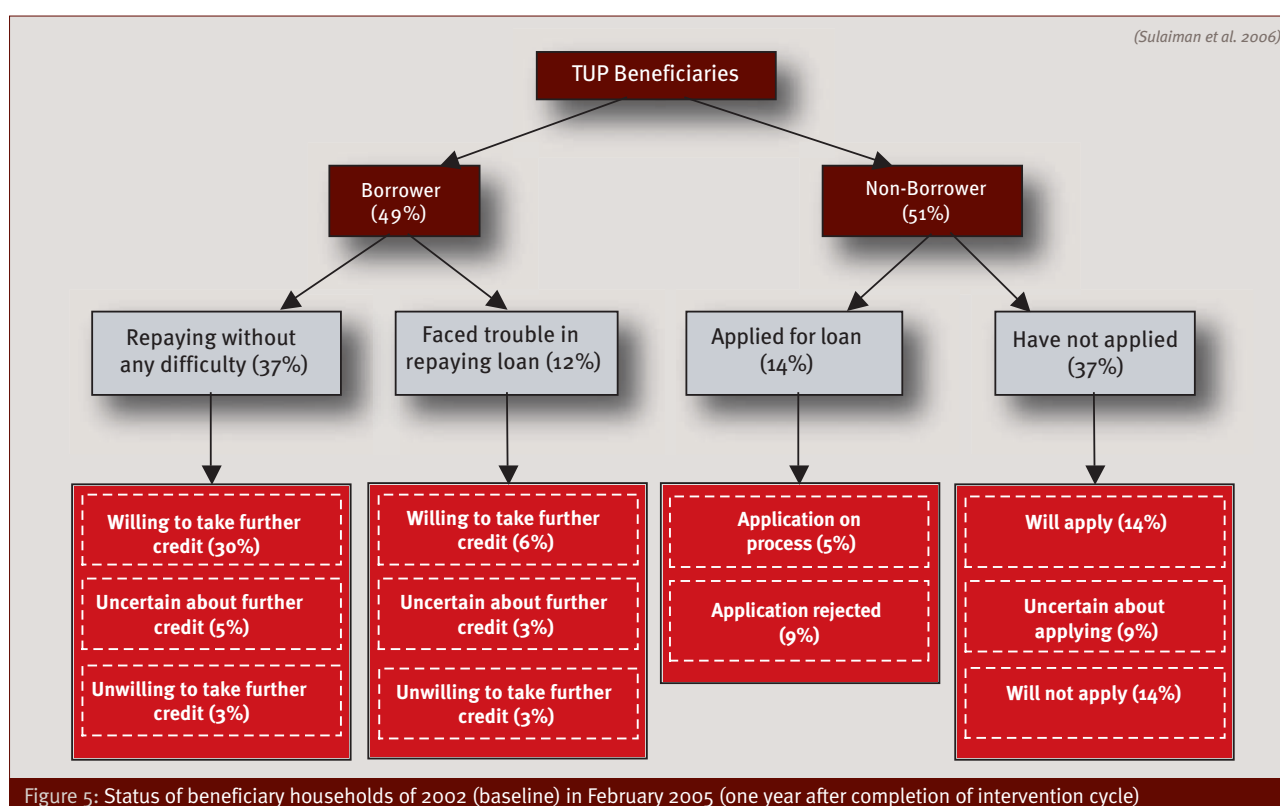 (Sulaiman et al. 2006)
TUP Beneficiaries
Borrower
(49%)
Non-Borrower
(51%)
Repaying without
any difficulty (37%)
Faced trouble in
repaying loan (12%)
Applied for loan
(14%)
Have not applied
(37%)
Willing to take further
credit (30%)
Uncertain about further
credit (5%)
Unwilling to take further
credit (3%)
Willing to take further
credit (6%)
Uncertain about further
credit (3%)
Unwilling to take further
credit (3%)
Application on
process (5%)
Application rejected
(9%)
Will apply (14%)
Uncertain about
applying (9%)
Will not apply (14%)
Figure 5: Status of beneficiary households of 2002 (baseline) in February 2005 (one year after completion of intervention cycle)